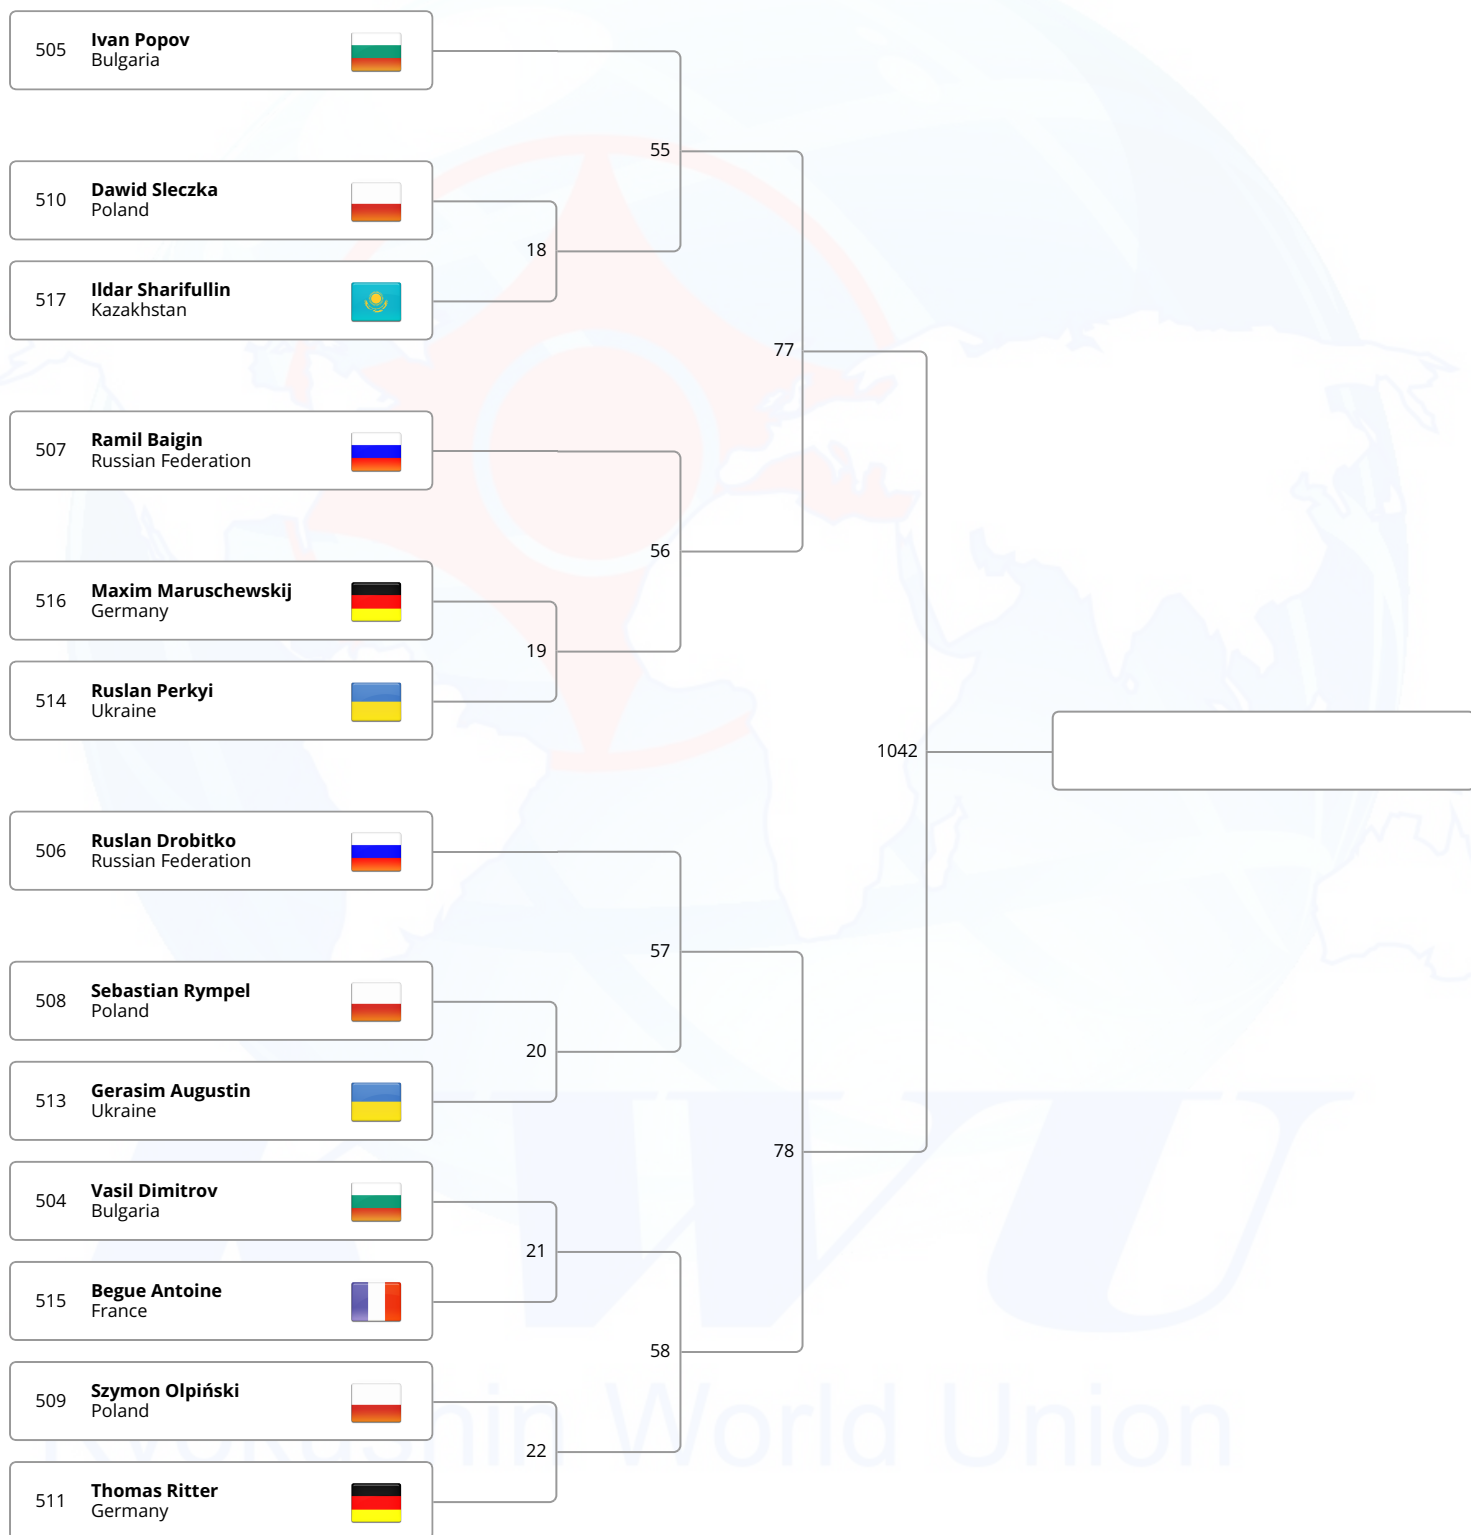 505
Ivan Popov
Bulgaria
55
510
Dawid Sleczka
Poland
18
517
Ildar Sharifullin
Kazakhstan
77
507
Ramil Baigin
Russian Federation
56
516
Maxim Maruschewskij
Germany
19
514
Ruslan Perkyi
Ukraine
1042
506
Ruslan Drobitko
Russian Federation
57
508
Sebastian Rympel
Poland
20
513
Gerasim Augustin
Ukraine
78
504
Vasil Dimitrov
Bulgaria
21
515
Begue Antoine
France
58
509
Szymon Olpiński
Poland
22
511
Thomas Ritter
Germany
World Union